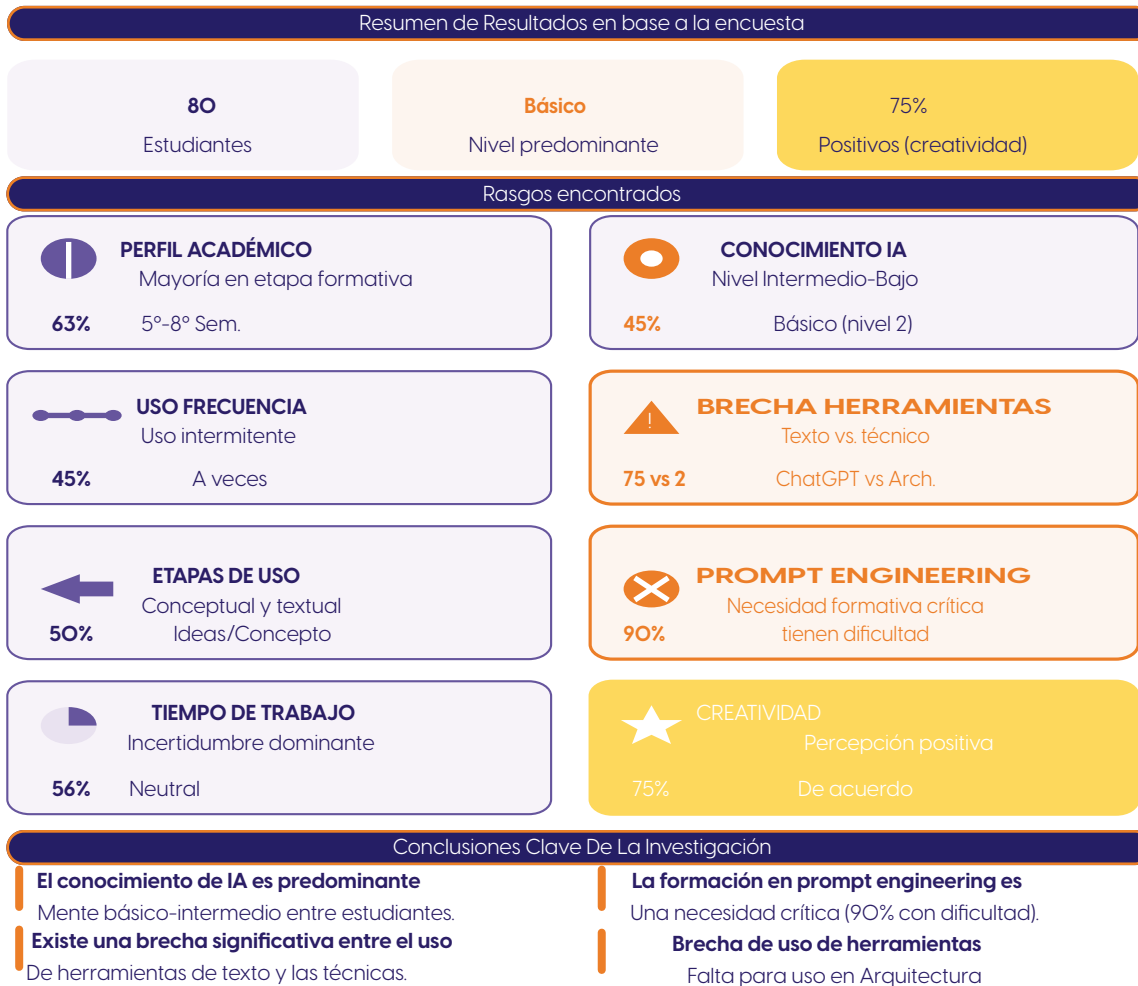 Resumen de Resultados en base a la encuesta
80
Estudiantes
Básico
Nivel predominante
75%
Positivos (creatividad)
Rasgos encontrados
PERFIL ACADÉMICO
Mayoría en etapa formativa
63% 5°-8° Sem.
CONOCIMIENTO IA
Nivel Intermedio-Bajo
45% Básico (nivel 2)
USO FRECUENCIA
Uso intermitente
45% A veces
!
BRECHA HERRAMIENTAS
Texto vs. técnico
75 vs 2 ChatGPT vs Arch.
ETAPAS DE USO
Conceptual y textual
50% Ideas/Concepto
PROMPT ENGINEERING
Necesidad formativa crítica
90% tienen dificultad
TIEMPO DE TRABAJO
Incertidumbre dominante
56% Neutral
CREATIVIDAD
Percepción positiva
75% De acuerdo
Conclusiones Clave De La Investigación
El conocimiento de IA es predominante
Mente básico-intermedio entre estudiantes.
Existe una brecha significativa entre el uso
De herramientas de texto y las técnicas.
La formación en prompt engineering es
Una necesidad crítica (90% con dificultad).
Brecha de uso de herramientas
Falta para uso en Arquitectura